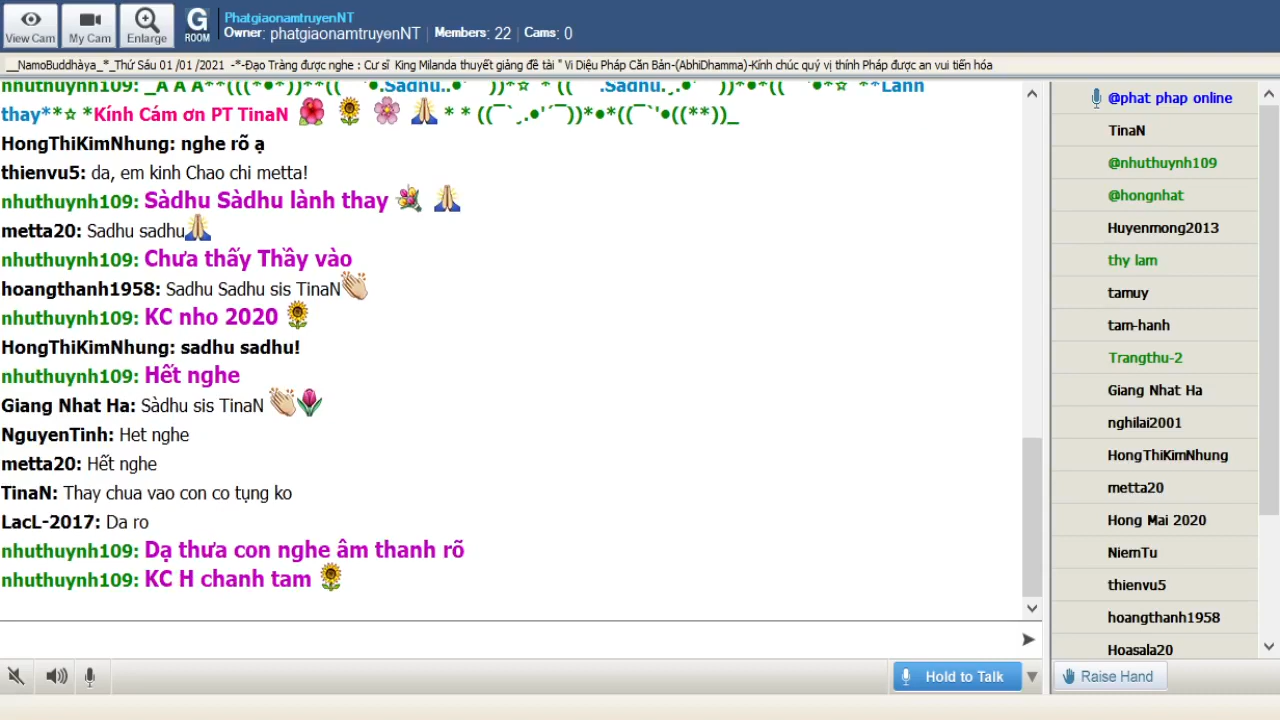 View Cam
My Cam
Enlarge
G
ROOM
PhatgiaonamtruyenNT
Owner: phatgiaonamtruyenNT | Members: 22 | Cams: 0
__NamoBuddhàya_*_Thứ Sáu 01 /01 /2021 -*-Đạo Tràng được nghe : Cư sĩ King Milanda thuyết giảng đề tài " Vi Diệu Pháp Căn Bản-(AbhiDhamma)-Kính chúc quý vị thính Pháp được an vui tiến hóa
nhuthuynh109:
thay**☆ *Kính Cám ơn PT TinaN
HongThiKimNhung: nghe rõ ạ
thienvu5: da, em kinh Chao chi metta!
nhuthuynh109: Sàdhu Sàdhu lành thay
metta20: Sadhu sadhu
nhuthuynh109: Chưa thấy Thầy vào
hoangthanh1958: Sadhu Sadhu sis TinaN
nhuthuynh109: KC nho 2020
HongThiKimNhung: sadhu sadhu!
nhuthuynh109: Hết nghe
Giang Nhat Ha: Sàdhu sis TinaN
NguyenTinh: Het nghe
metta20: Hết nghe
TinaN: Thay chua vao con co tụng ko
LacL-2017: Da ro
nhuthuynh109: Dạ thưa con nghe âm thanh rõ
nhuthuynh109: KC H chanh tam
Hold to Talk
@phat phap online
TinaN
@nhuthuynh109
@hongnhat
Huyenmong2013
thy lam
tamuy
tam-hanh
Trangthu-2
Giang Nhat Ha
nghilai2001
HongThiKimNhung
metta20
Hong Mai 2020
NiemTu
thienvu5
hoangthanh1958
Hoasala20
Raise Hand